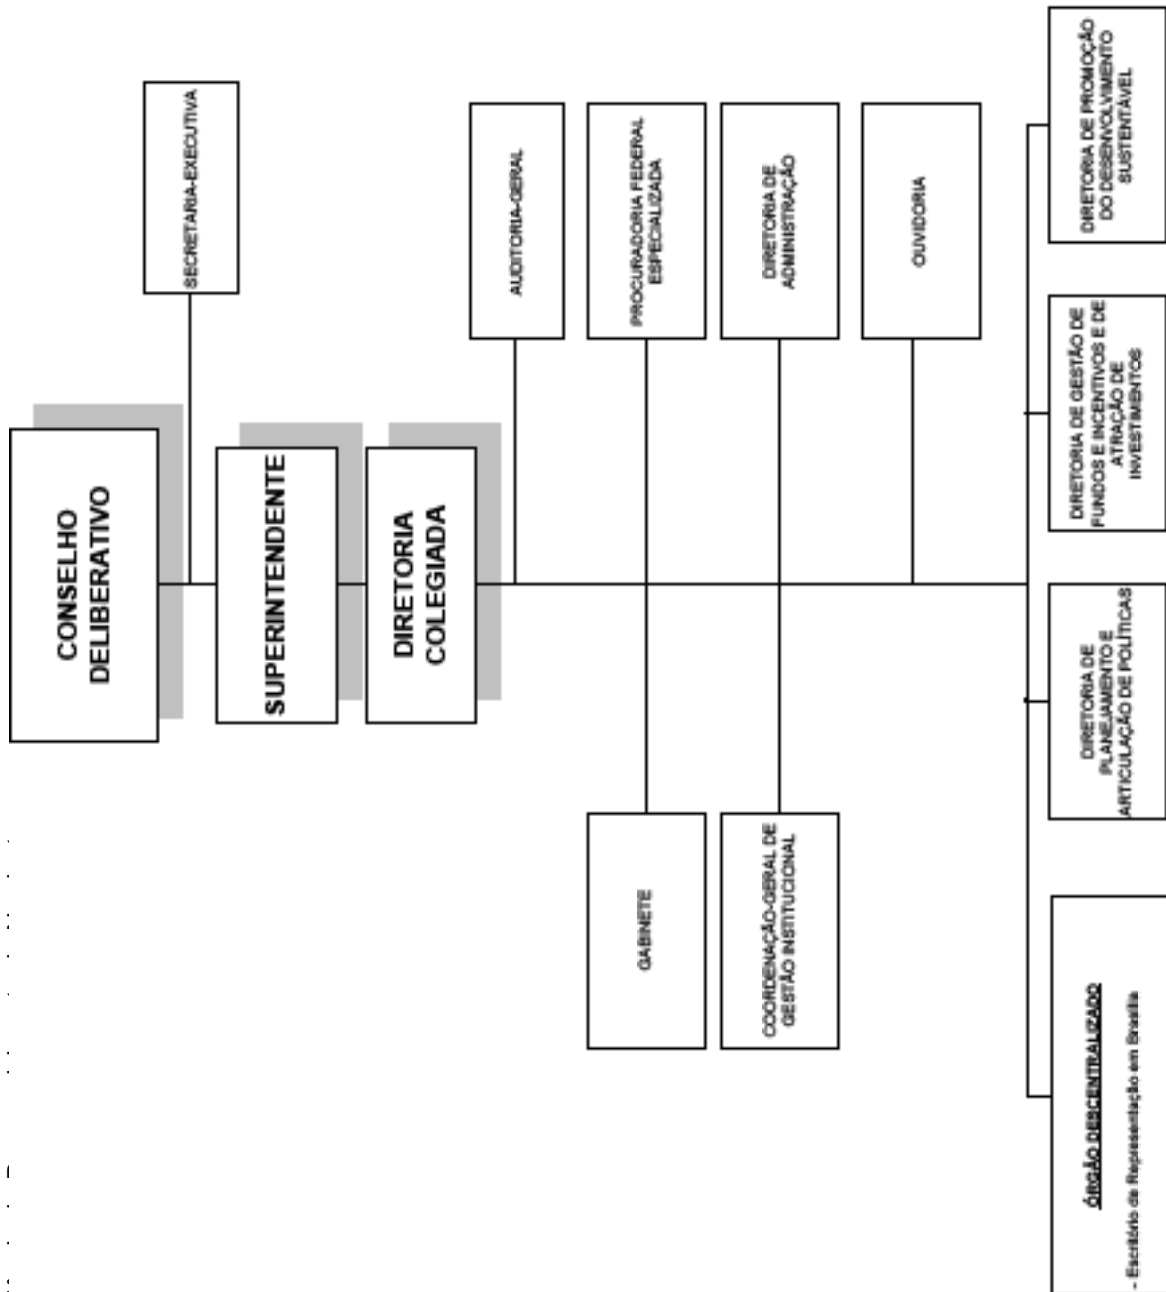 CONSELHO
DELIBERATIVO
SECRETARIA-EXECUTIVA
SUPERINTENDENTE
DIRETORIA
COLEGIADA
AUDITORIA-GERAL
GABINETE
PROCURADORIA FEDERAL
ESPECIALIZADA
COORDENAÇÃO-GERAL DE
GESTÃO INSTITUCIONAL
DIRETORIA DE
ADMINISTRAÇÃO
OUVIDORIA
ÓRGÃO DESCENTRALIZADO
- Escritório de Representação em Brasília
DIRETORIA DE
PLANEJAMENTO E
ARTICULAÇÃO DE POLÍTICAS
DIRETORIA DE GESTÃO DE
FUNDOS E INCENTIVOS E DE
ATRAÇÃO DE
INVESTIMENTOS
DIRETORIA DE PROMOÇÃO
DO DESENVOLVIMENTO
SUSTENTÁVEL